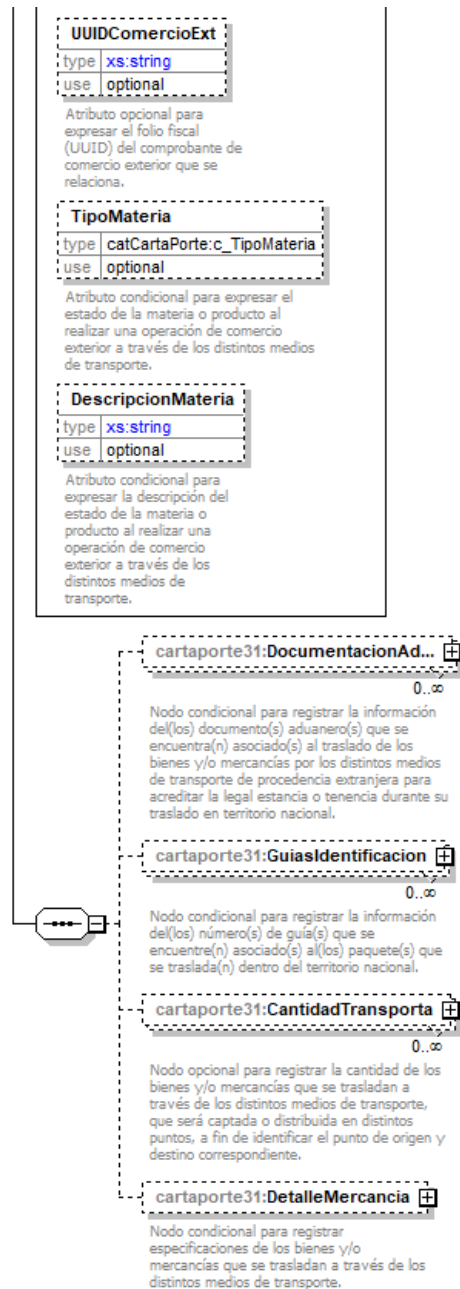 UUIDComercioExt
type xs:string
use optional
Atributo opcional para
expresar el folio fiscal
(UUID) del comprobante de
comercio exterior que se
relaciona.
TipoMateria
type catCartaPorte:c_TipoMateria
use optional
Atributo condicional para expresar el
estado de la materia o producto al
realizar una operación de comercio
exterior a través de los distintos medios
de transporte.
DescripcionMateria
type xs:string
use optional
Atributo condicional para
expresar la descripción del
estado de la materia o
producto al realizar una
operación de comercio
exterior a través de los
distintos medios de
transporte.
cartaporte31:DocumentacionAd...
0..∞
Nodo condicional para registrar la información
del(los) documento(s) aduanero(s) que se
encuentra(n) asociado(s) al traslado de los
bienes y/o mercancías por los distintos medios
de transporte de procedencia extranjera para
acreditar la legal estancia o tenencia durante su
traslado en territorio nacional.
cartaporte31:GuiasIdentificacion
0..∞
Nodo condicional para registrar la información
del(los) número(s) de guía(s) que se
encuentre(n) asociado(s) al(los) paquete(s) que
se traslada(n) dentro del territorio nacional.
cartaporte31:CantidadTransporta
0..∞
Nodo opcional para registrar la cantidad de los
bienes y/o mercancías que se trasladan a
través de los distintos medios de transporte,
que será captada o distribuida en distintos
puntos, a fin de identificar el punto de origen y
destino correspondiente.
cartaporte31:DetalleMercancia
Nodo condicional para registrar
especificaciones de los bienes y/o
mercancías que se trasladan a través de los
distintos medios de transporte.